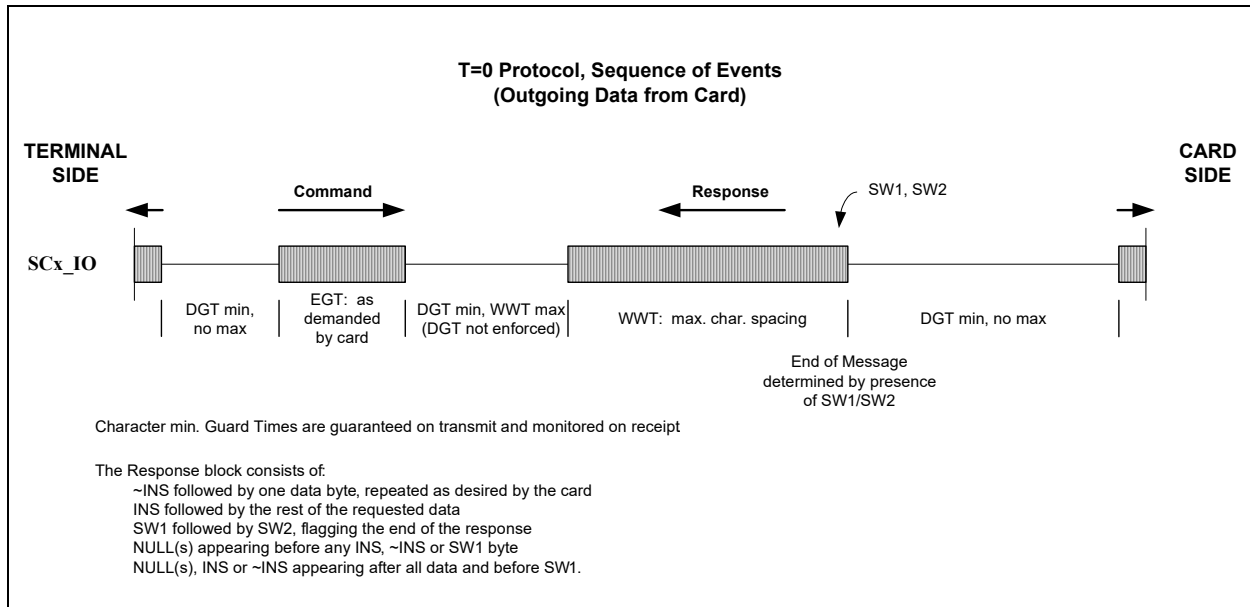 T=0 Protocol, Sequence of Events
(Outgoing Data from Card)
TERMINAL
SIDE
CARD
SIDE
Command
Response
SW1, SW2
SCx_IO
DGT min,
no max
EGT: as
demanded
by card
DGT min, WWT max
(DGT not enforced)
WWT: max. char. spacing
DGT min, no max
End of Message
determined by presence
of SW1/SW2
Character min. Guard Times are guaranteed on transmit and monitored on receipt
The Response block consists of:
~INS followed by one data byte, repeated as desired by the card
INS followed by the rest of the requested data
SW1 followed by SW2, flagging the end of the response
NULL(s) appearing before any INS, ~INS or SW1 byte
NULL(s), INS or ~INS appearing after all data and before SW1.